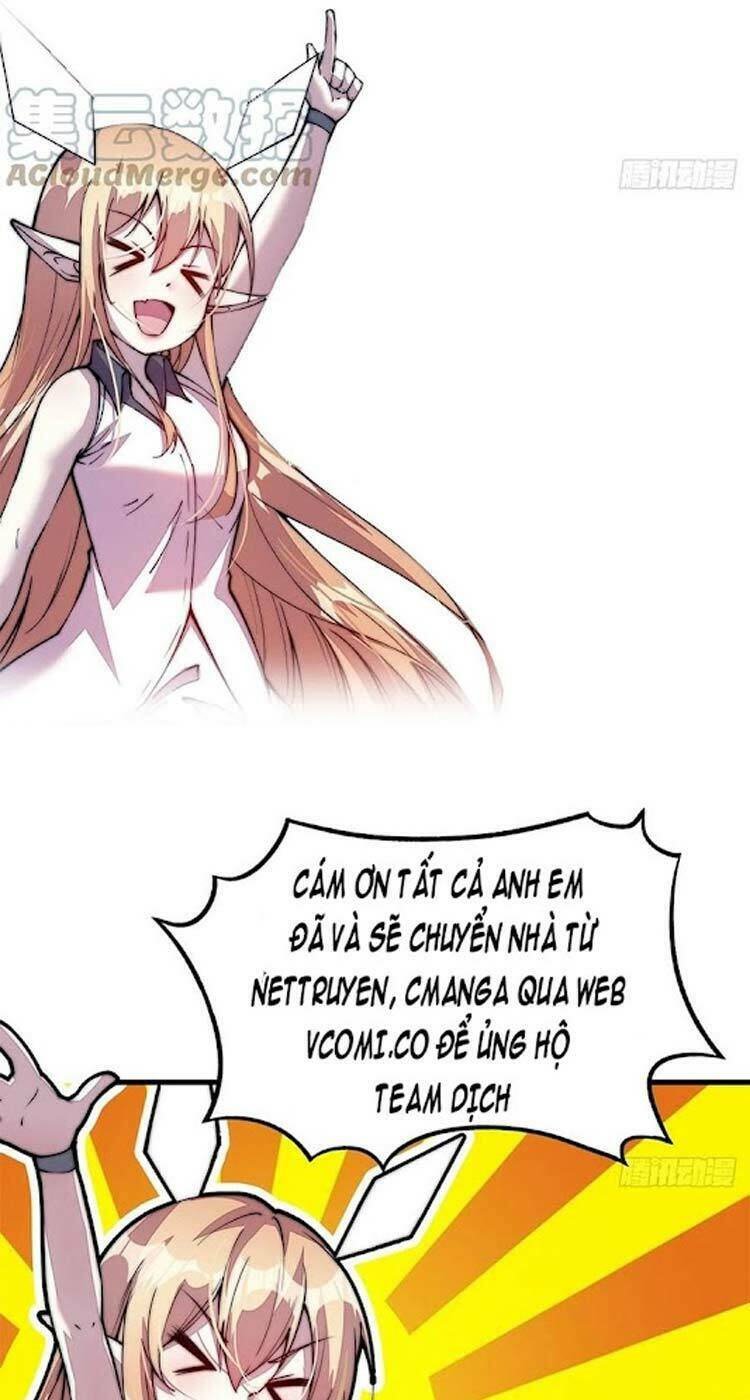 集云数据
AcloudMerge.com
腾讯动漫
CÁM ƠN TẤT CẢ ANH EM
ĐÃ VÀ SẼ CHUYỂN NHÀ TỪ
NETTRUYEN, CMANGA QUA WEB
VCOMI.CO ĐỂ ỦNG HỘ
TEAM DỊCH
腾讯动漫